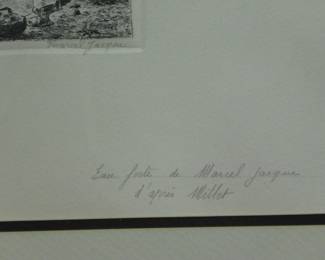 Marcel Jacque
Eau forte de Marcel Jacque
d'après Millet